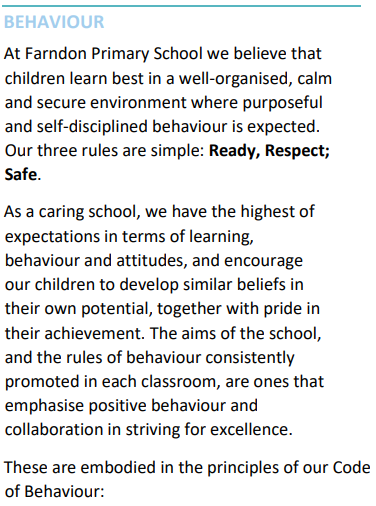 BEHAVIOUR
At Farndon Primary School we believe that
children learn best in a well-organised, calm
and secure environment where purposeful
and self-disciplined behaviour is expected.
Our three rules are simple: Ready, Respect;
Safe.
As a caring school, we have the highest of
expectations in terms of learning,
behaviour and attitudes, and encourage
our children to develop similar beliefs in
their own potential, together with pride in
their achievement. The aims of the school,
and the rules of behaviour consistently
promoted in each classroom, are ones that
emphasise positive behaviour and
collaboration in striving for excellence.
These are embodied in the principles of our Code
of Behaviour: